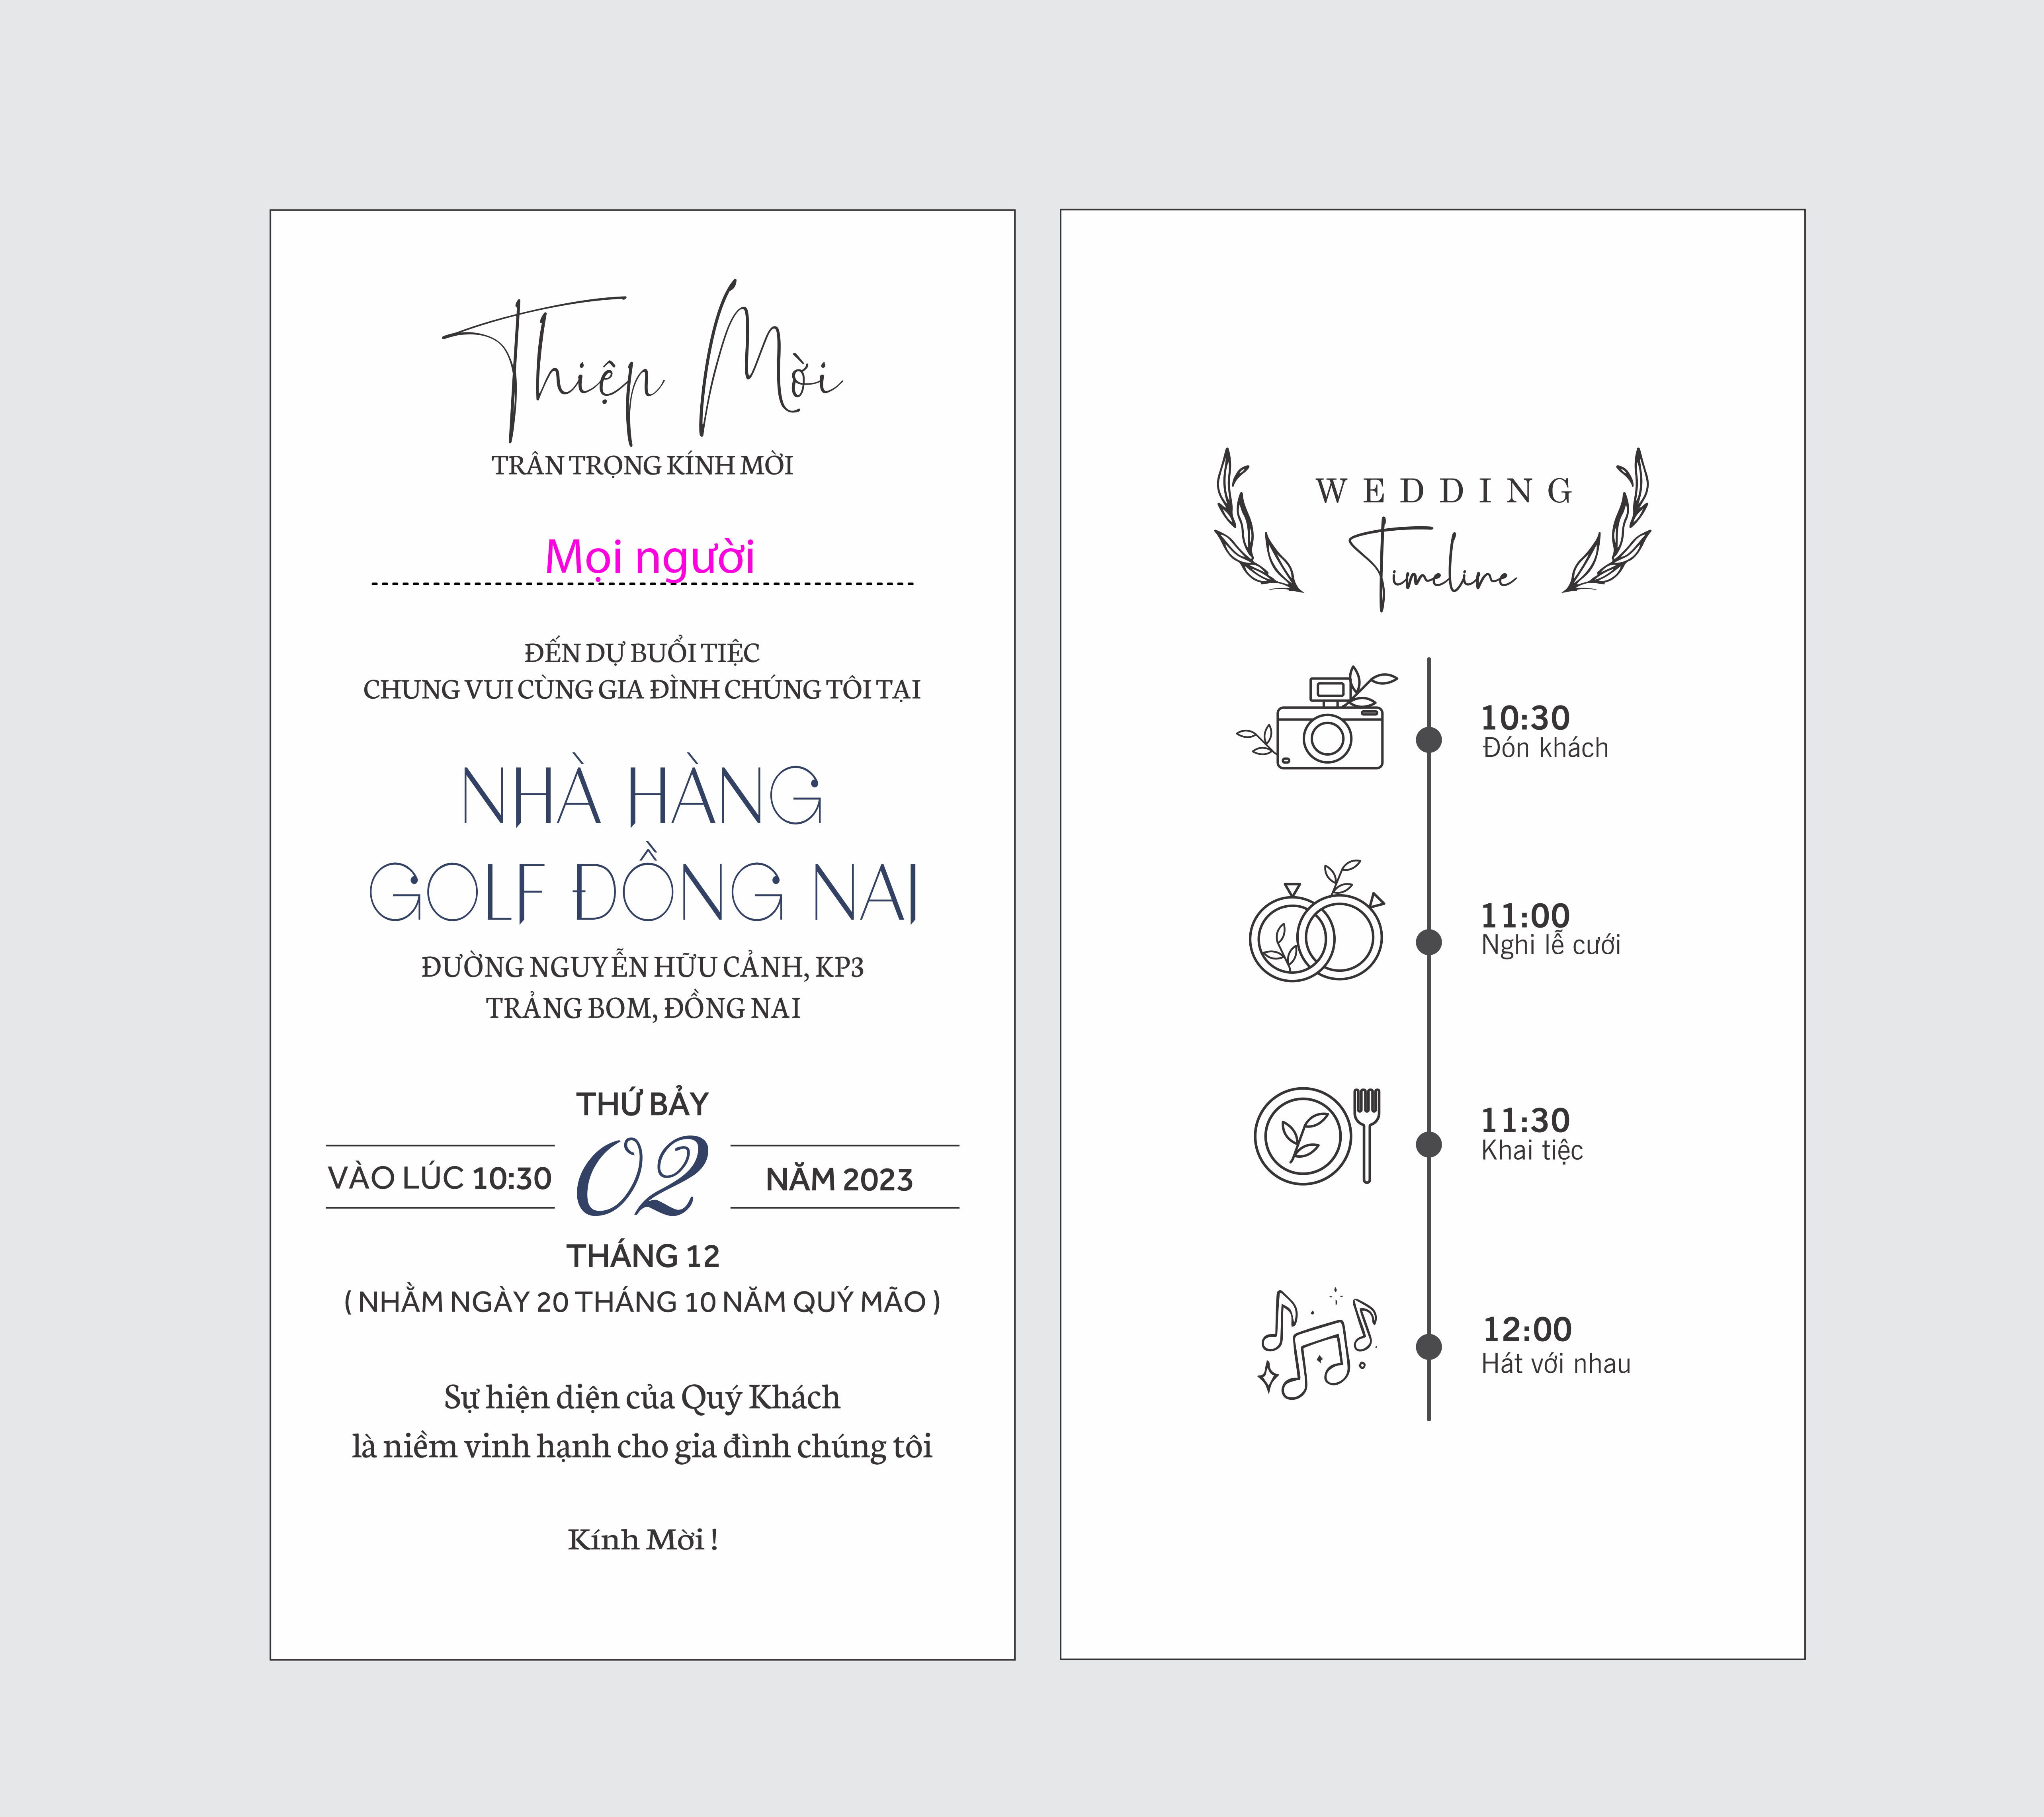 Thiệp Mời
TRÂN TRỌNG KÍNH MỜI
Mọi người
ĐẾN DỰ BUỔI TIỆC
CHUNG VUI CÙNG GIA ĐÌNH CHÚNG TÔI TẠI
NHÀ HÀNG
GOLF ĐỒNG NAI
ĐƯỜNG NGUYỄN HỮU CẢNH, KP3
TRẢNG BOM, ĐỒNG NAI
THỨ BẢY
VÀO LÚC 10:30 02 NĂM 2023
THÁNG 12
( NHẰM NGÀY 20 THÁNG 10 NĂM QUÝ MÃO )
Sự hiện diện của Quý Khách
là niềm vinh hạnh cho gia đình chúng tôi
Kính Mời !
WEDDING
Timeline
10:30
Đón khách
11:00
Nghi lễ cưới
11:30
Khai tiệc
12:00
Hát với nhau